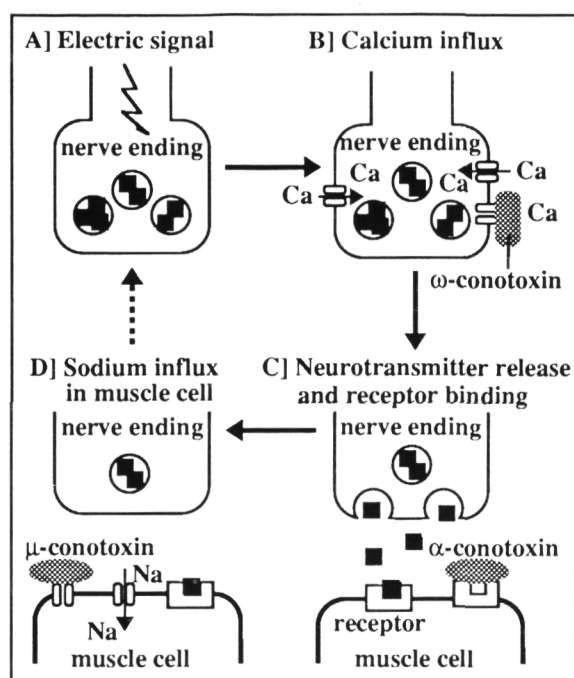 A] Electric signal
nerve ending
B] Calcium influx
nerve ending
Ca
Ca
Ca
Ca
Ca
ω-conotoxin
D] Sodium influx
in muscle cell
nerve ending
C] Neurotransmitter release
and receptor binding
nerve ending
μ-conotoxin
Na
Na
muscle cell
α-conotoxin
receptor
muscle cell